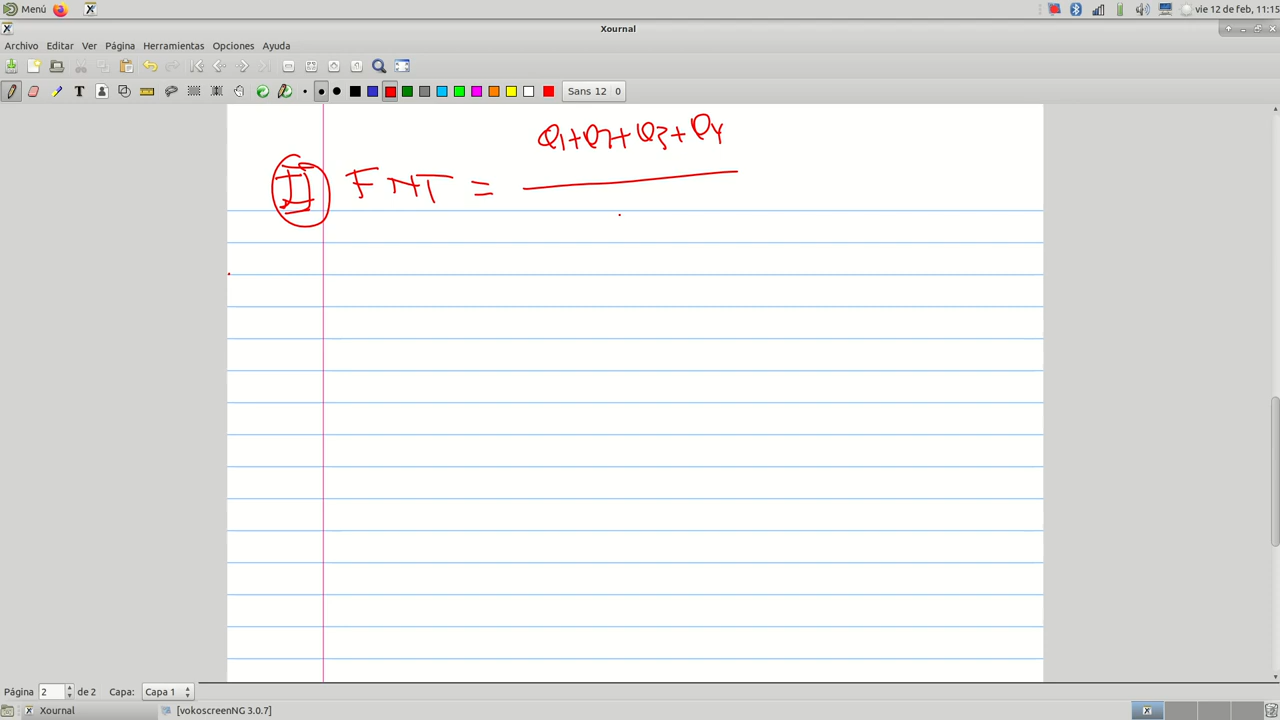 Menú
vie 12 de feb, 11:15
Xournal
Archivo Editar Ver Página Herramientas Opciones Ayuda
Sans 12 0
Q1+Q2+Q3+Q4
II FNT =
Página 2 de 2 Capa: Capa 1
Xournal [vokoscreenNG 3.0.7]